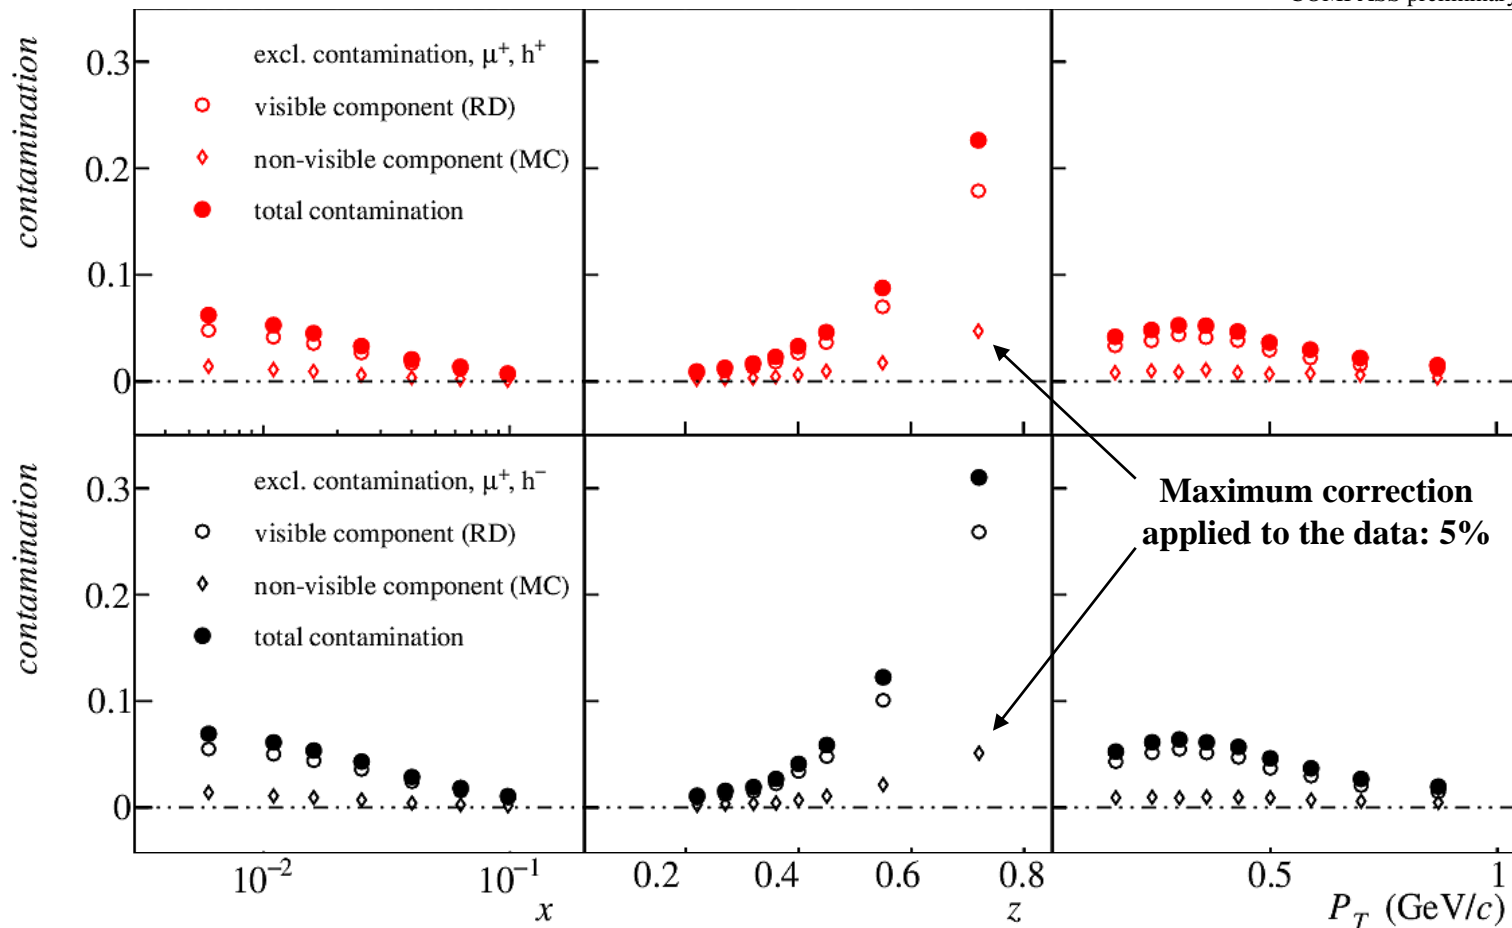 contamination
0.3
0.2
0.1
0
excl. contamination, μ⁺, h⁺
visible component (RD)
non-visible component (MC)
total contamination
contamination
0.3
0.2
0.1
0
excl. contamination, μ⁺, h⁻
visible component (RD)
non-visible component (MC)
total contamination
Maximum correction
applied to the data: 5%
10⁻² 10⁻¹
x
0.2 0.4 0.6 0.8
z
0.5 1
P_T (GeV/c)